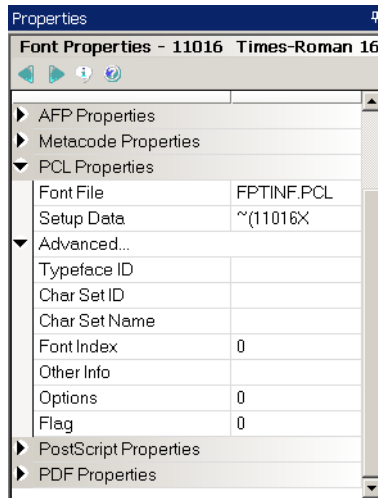 Properties
Font Properties - 11016 Times-Roman 16
AFP Properties
Metacode Properties
PCL Properties
Font File FPTINF.PCL
Setup Data ~(11016X
Advanced...
Typeface ID
Char Set ID
Char Set Name
Font Index 0
Other Info
Options 0
Flag 0
PostScript Properties
PDF Properties